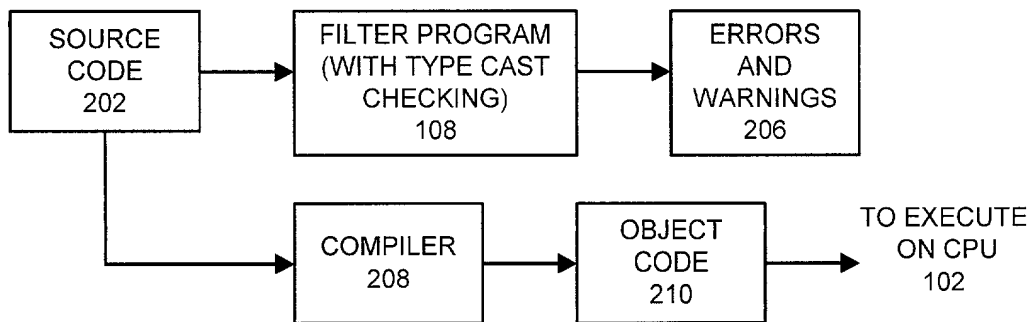 SOURCE
CODE
202
FILTER PROGRAM
(WITH TYPE CAST
CHECKING)
108
ERRORS
AND
WARNINGS
206
COMPILER
208
OBJECT
CODE
210
TO EXECUTE
ON CPU
102